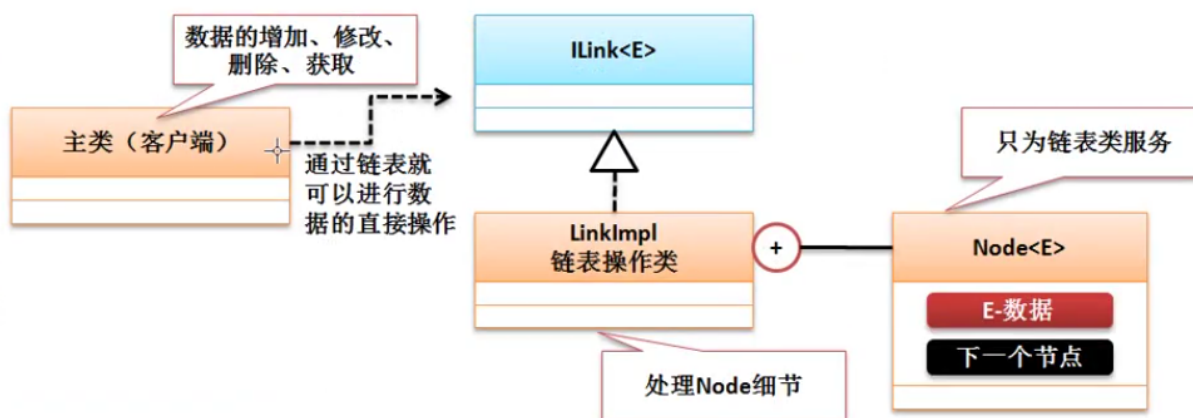 数据的增加、修改、
删除、获取
ILink<E>
主类（客户端）
通过链表就
可以进行数
据的直接操作
只为链表类服务
LinkImpl
链表操作类
+
Node<E>
E-数据
下一个节点
处理Node细节